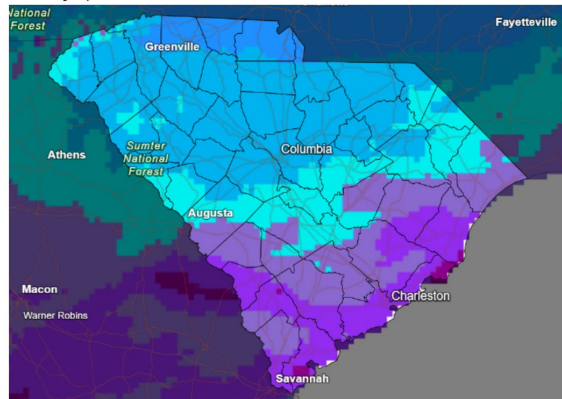 National
Forest
Fayetteville
Greenville
Columbia
Sumter
National
Forest
Athens
Augusta
Macon
Warner Robins
Charleston
Savannah